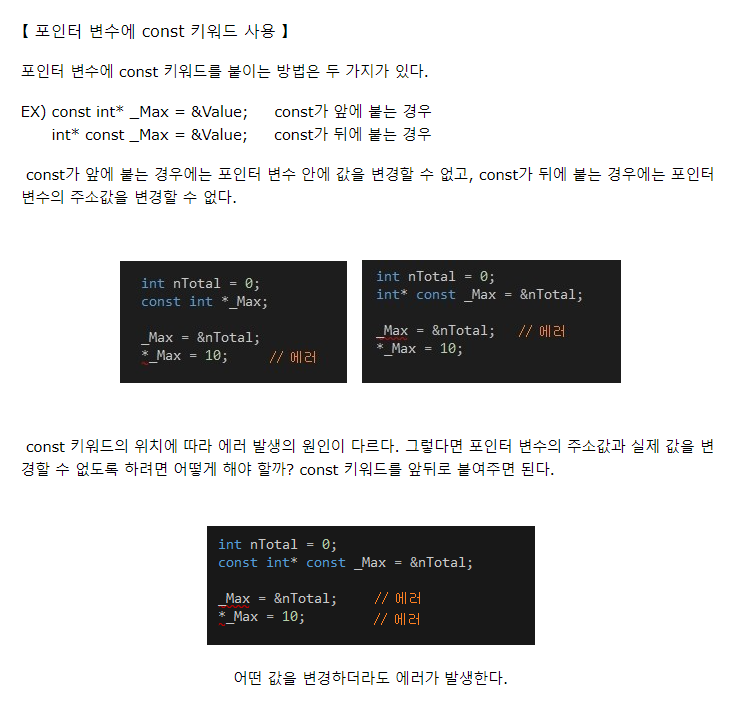 【 포인터 변수에 const 키워드 사용 】
포인터 변수에 const 키워드를 붙이는 방법은 두 가지가 있다.
EX) const int* _Max = &Value; const가 앞에 붙는 경우
int* const _Max = &Value; const가 뒤에 붙는 경우
const가 앞에 붙는 경우에는 포인터 변수 안에 값을 변경할 수 없고, const가 뒤에 붙는 경우에는 포인터
변수의 주소값을 변경할 수 없다.
int nTotal = 0;
const int *_Max;
_Max = &nTotal;
*_Max = 10; // 에러
int nTotal = 0;
int* const _Max = &nTotal;
_Max = &nTotal; // 에러
*_Max = 10;
const 키워드의 위치에 따라 에러 발생의 원인이 다르다. 그렇다면 포인터 변수의 주소값과 실제 값을 변
경할 수 없도록 하려면 어떻게 해야 할까? const 키워드를 앞뒤로 붙여주면 된다.
int nTotal = 0;
const int* const _Max = &nTotal;
_Max = &nTotal; // 에러
*_Max = 10; // 에러
어떤 값을 변경하더라도 에러가 발생한다.